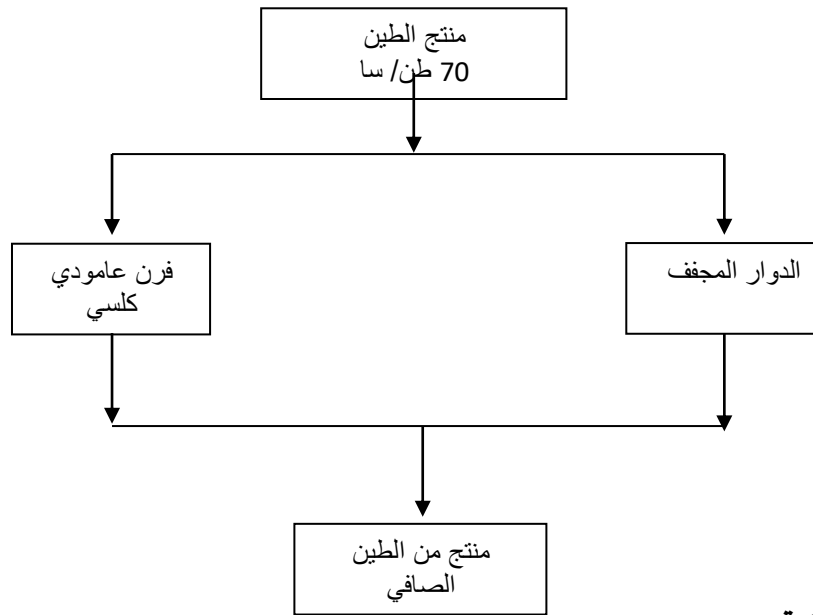 منتج الطين
70 طن/ سا
فرن عامودي
كلسي
الدوار المجفف
منتج من الطين
الصافي